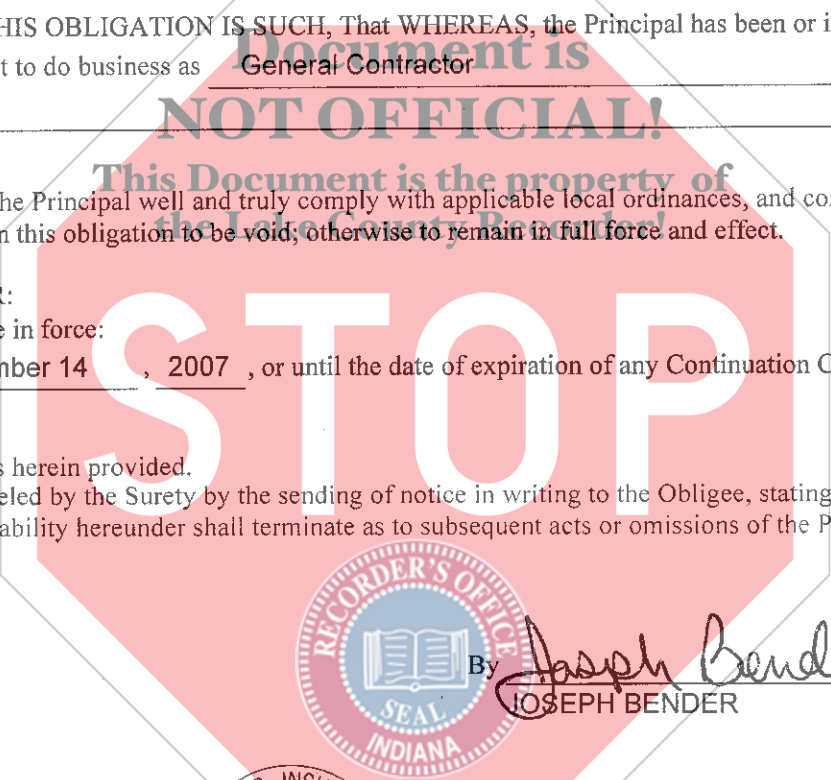 HIS OBLIGATION IS SUCH, That WHEREAS, the Principal has been or i
Document is
t to do business as General Contractor
NOT OFFICIAL!
This Document is the property of
he Principal well and truly comply with applicable local ordinances, and co
the Lake County Recorder!
n this obligation to be void; otherwise to remain in full force and effect.
R:
e in force:
nber 14 , 2007 , or until the date of expiration of any Continuation C
STOP
s herein provided.
eled by the Surety by the sending of notice in writing to the Obligee, stating
ability hereunder shall terminate as to subsequent acts or omissions of the P
RECORDER'S OFFICE
SEAL
INDIANA
By Joseph Bend
JOSEPH BENDER